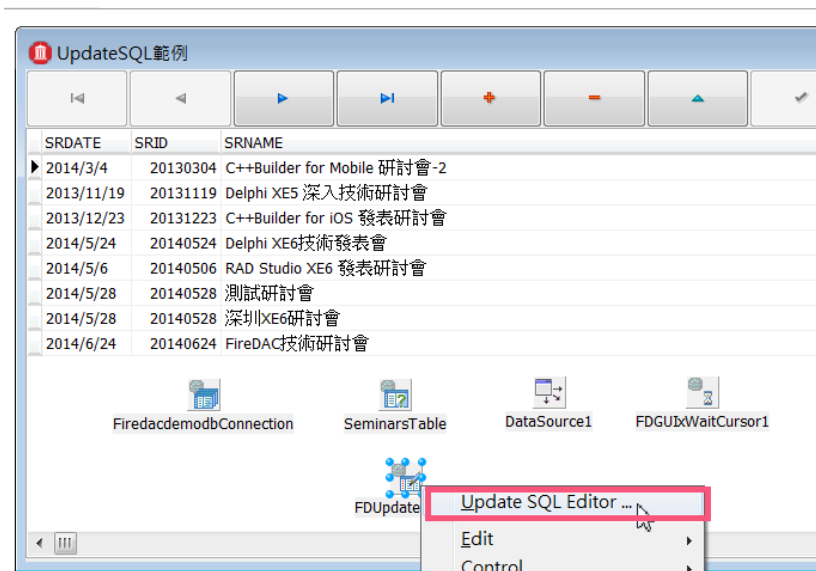 UpdateSQL範例
SRDATE SRID SRNAME
2014/3/4 20130304 C++Builder for Mobile 研討會-2
2013/11/19 20131119 Delphi XE5 深入技術研討會
2013/12/23 20131223 C++Builder for iOS 發表研討會
2014/5/24 20140524 Delphi XE6技術發表會
2014/5/6 20140506 RAD Studio XE6 發表研討會
2014/5/28 20140528 測試研討會
2014/5/28 20140528 深圳XE6研討會
2014/6/24 20140624 FireDAC技術研討會
FiredacdemodbConnection SeminarsTable DataSource1 FDGUIxWaitCursor1
FDUpdate
Update SQL Editor ...
Edit
Control